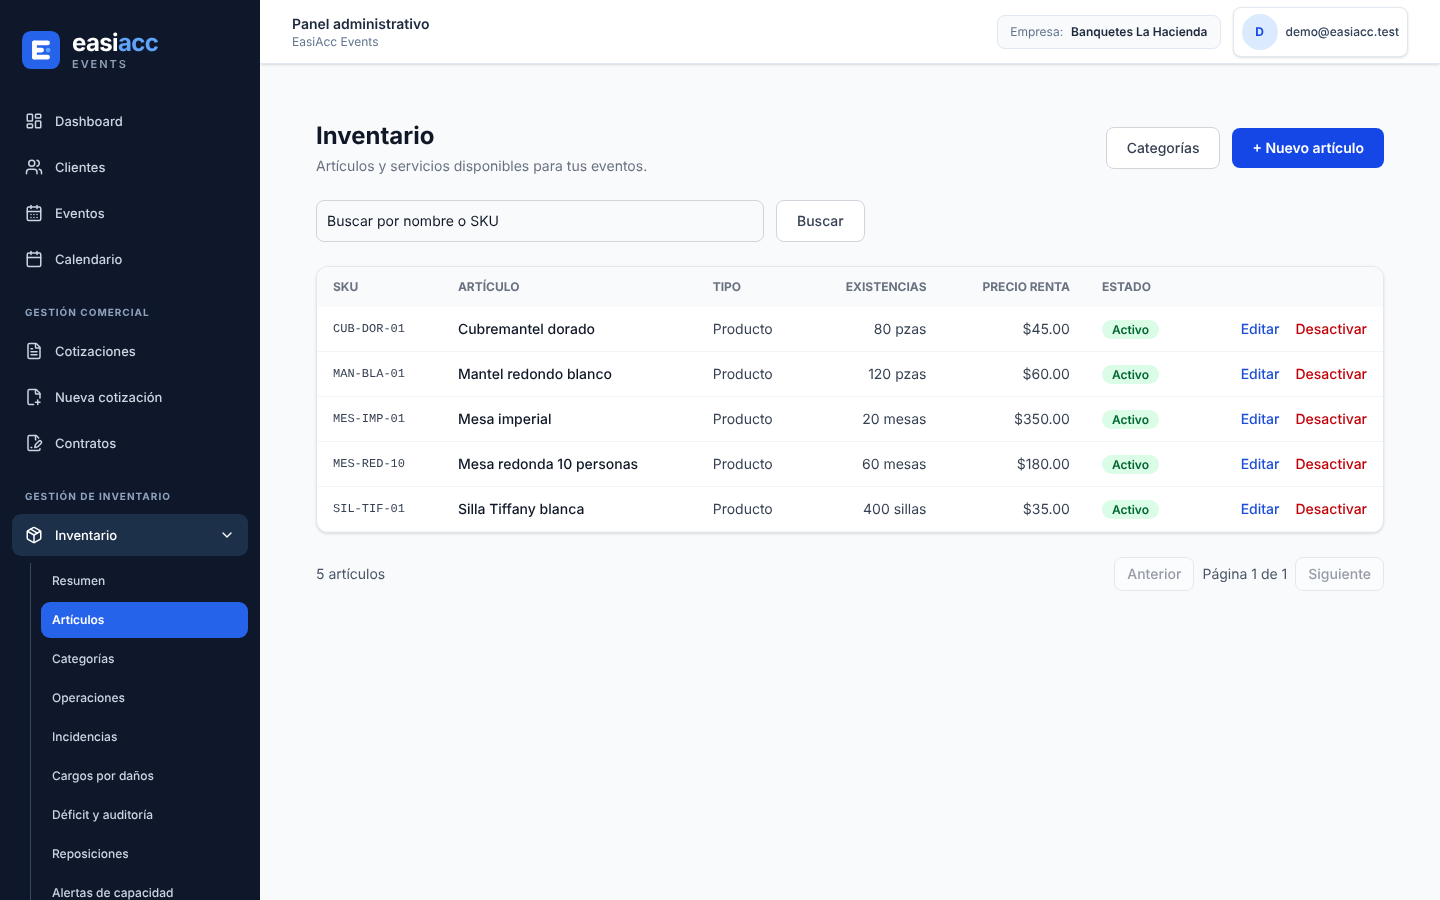 easiacc
EVENTS
Dashboard
Clientes
Eventos
Calendario
GESTIÓN COMERCIAL
Cotizaciones
Nueva cotización
Contratos
GESTIÓN DE INVENTARIO
Inventario
Resumen
Artículos
Categorías
Operaciones
Incidencias
Cargos por daños
Déficit y auditoría
Reposiciones
Alertas de capacidad
Panel administrativo
EasiAcc Events
Empresa: Banquetes La Hacienda
D demo@easiacc.test
Inventario
Artículos y servicios disponibles para tus eventos.
Categorías
+ Nuevo artículo
Buscar por nombre o SKU
Buscar
SKU ARTÍCULO TIPO EXISTENCIAS PRECIO RENTA ESTADO
CUB-DOR-01 Cubremantel dorado Producto 80 pzas $45.00 Activo Editar Desactivar
MAN-BLA-01 Mantel redondo blanco Producto 120 pzas $60.00 Activo Editar Desactivar
MES-IMP-01 Mesa imperial Producto 20 mesas $350.00 Activo Editar Desactivar
MES-RED-10 Mesa redonda 10 personas Producto 60 mesas $180.00 Activo Editar Desactivar
SIL-TIF-01 Silla Tiffany blanca Producto 400 sillas $35.00 Activo Editar Desactivar
5 artículos
Anterior Página 1 de 1 Siguiente